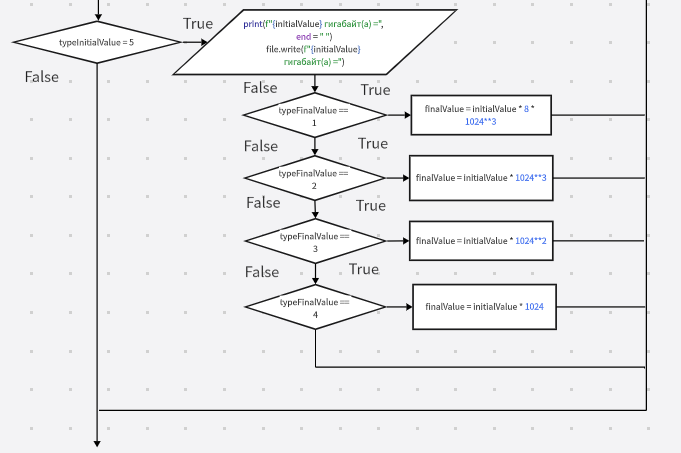 True
print(f"{initialValue} гигабайт(а) =",
end = " ")
file.write(f"{initialValue}
гигабайт(а) =")
typeInitialValue = 5
False
False
True
typeFinalValue ==
1
finalValue = initialValue * 8 *
1024**3
False
True
typeFinalValue ==
2
finalValue = initialValue * 1024**3
False
True
typeFinalValue ==
3
finalValue = initialValue * 1024**2
False
True
typeFinalValue ==
4
finalValue = initialValue * 1024